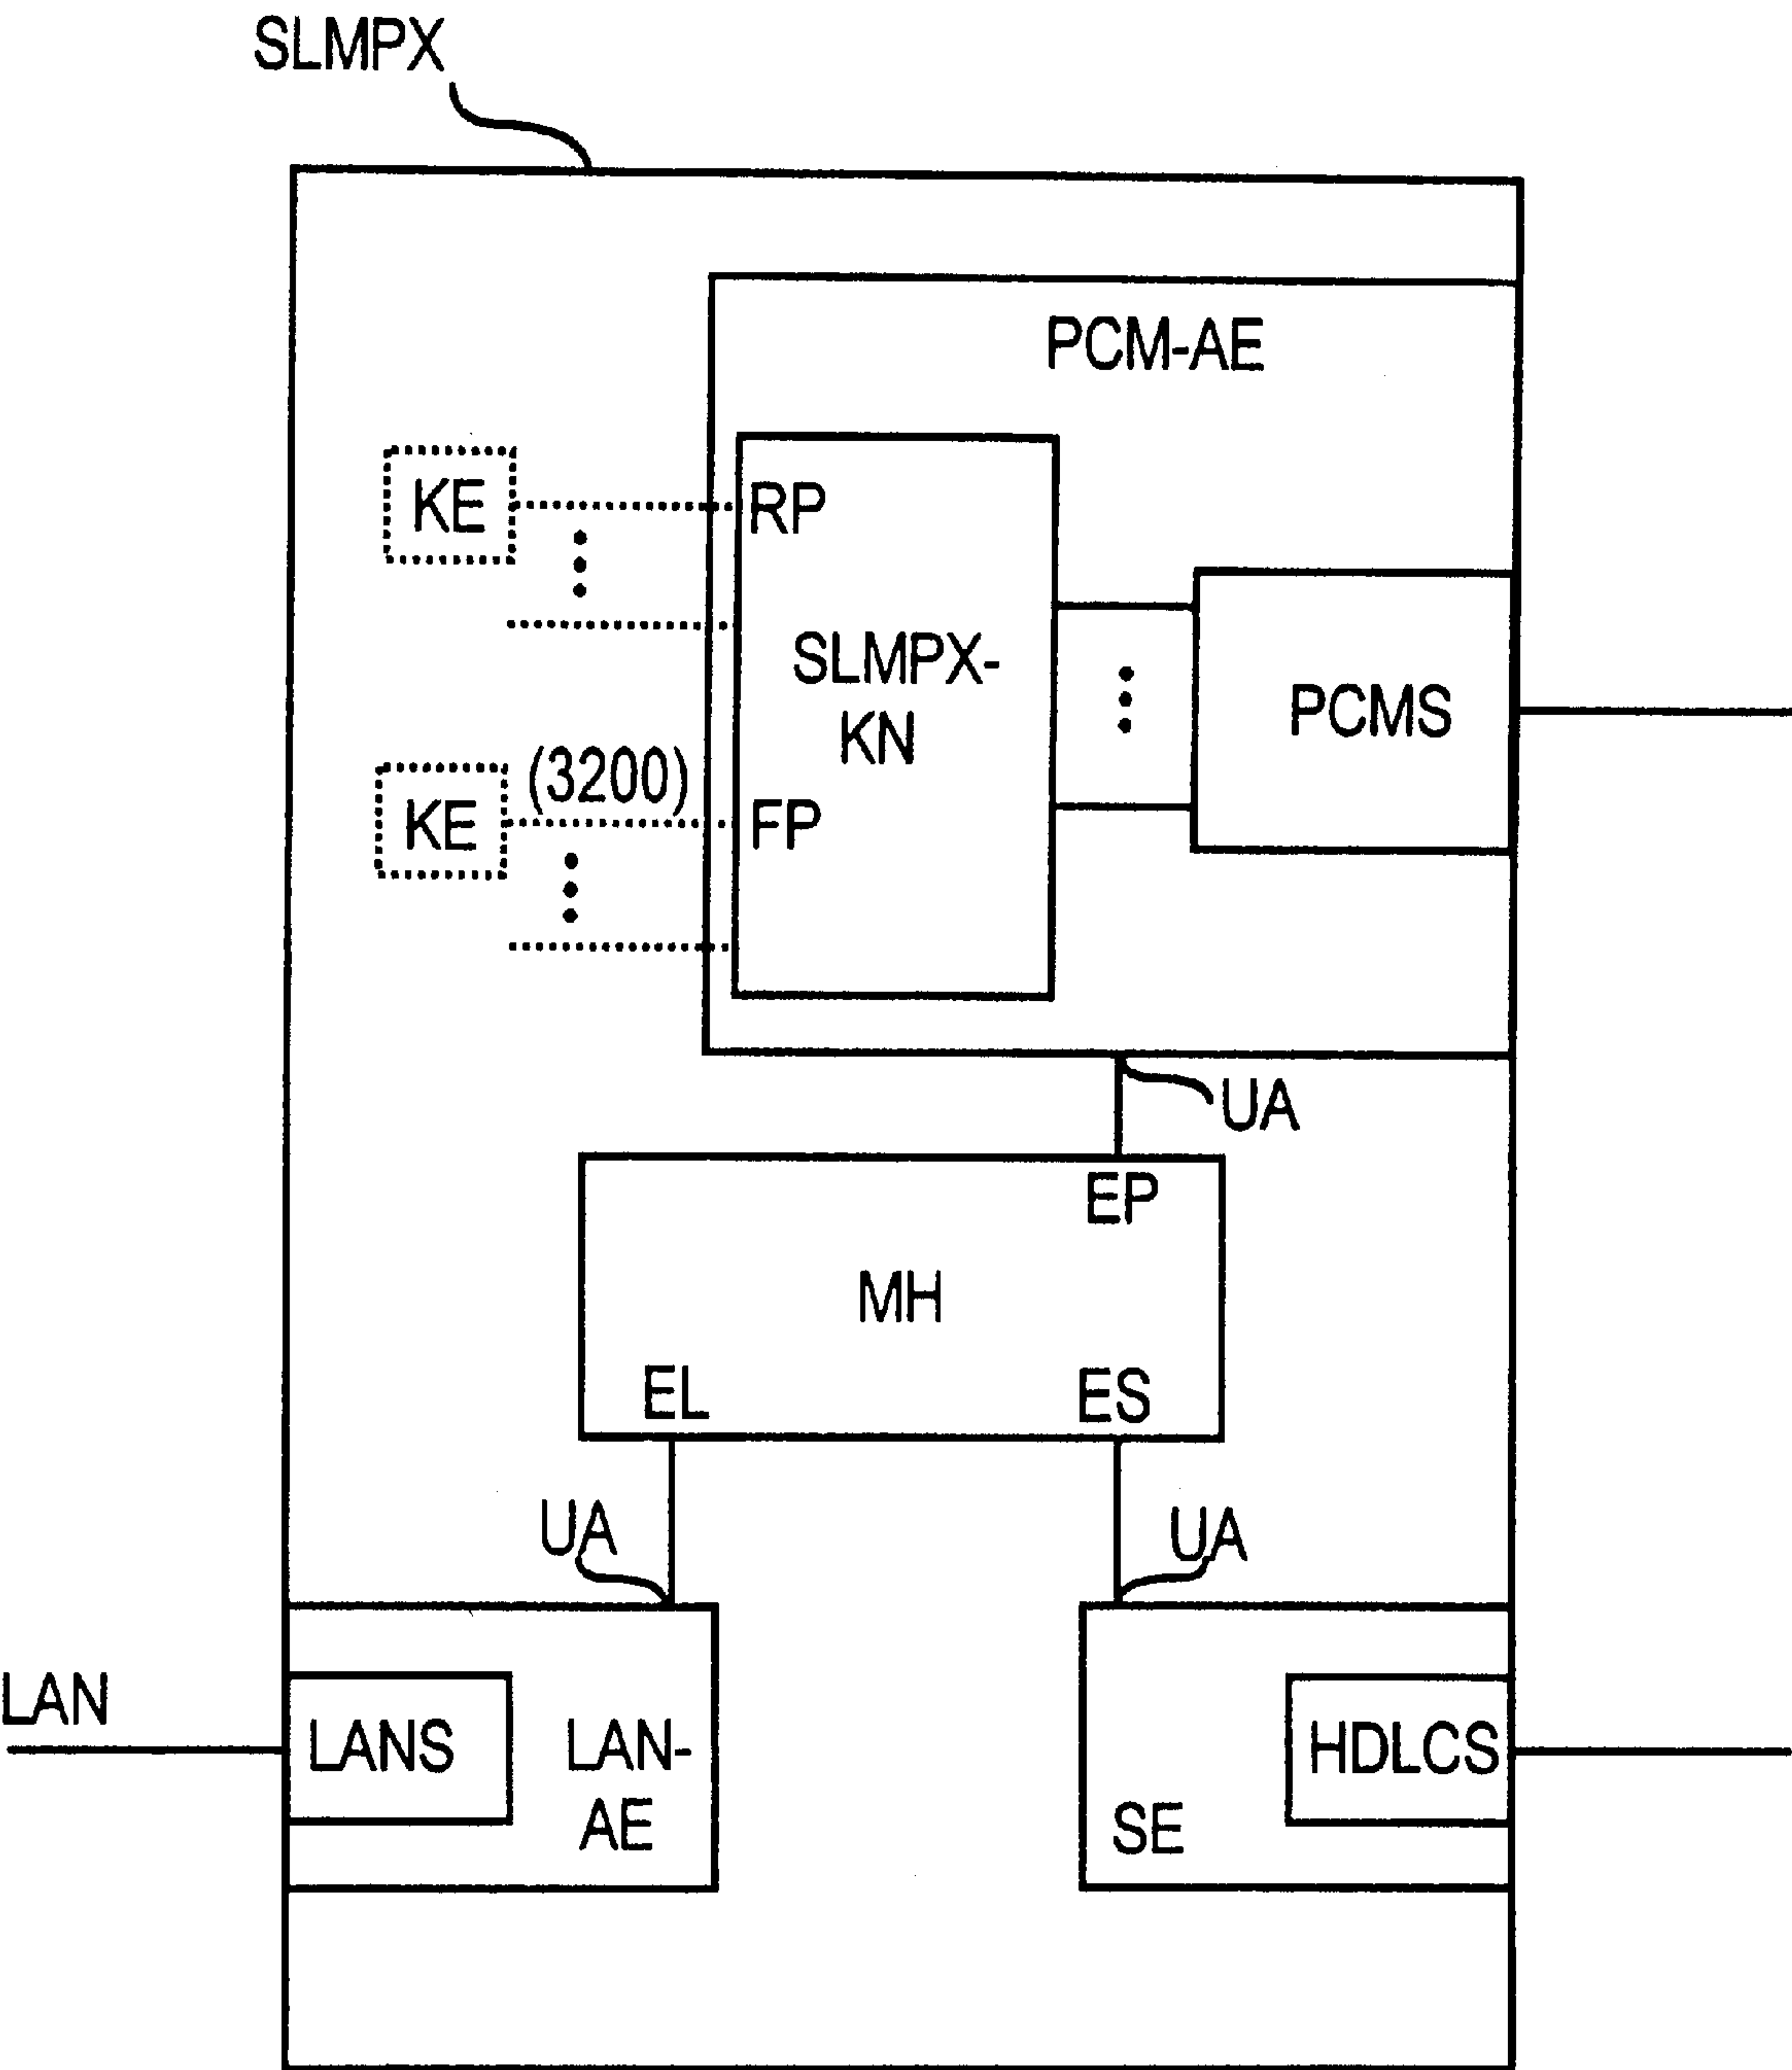 SLMPX
PCM-AE
KE
RP
SLMPX-
KN
PCMS
(3200)
KE
FP
UA
EP
MH
EL
ES
UA
UA
LAN
LANS
LAN-
AE
HDLCS
SE